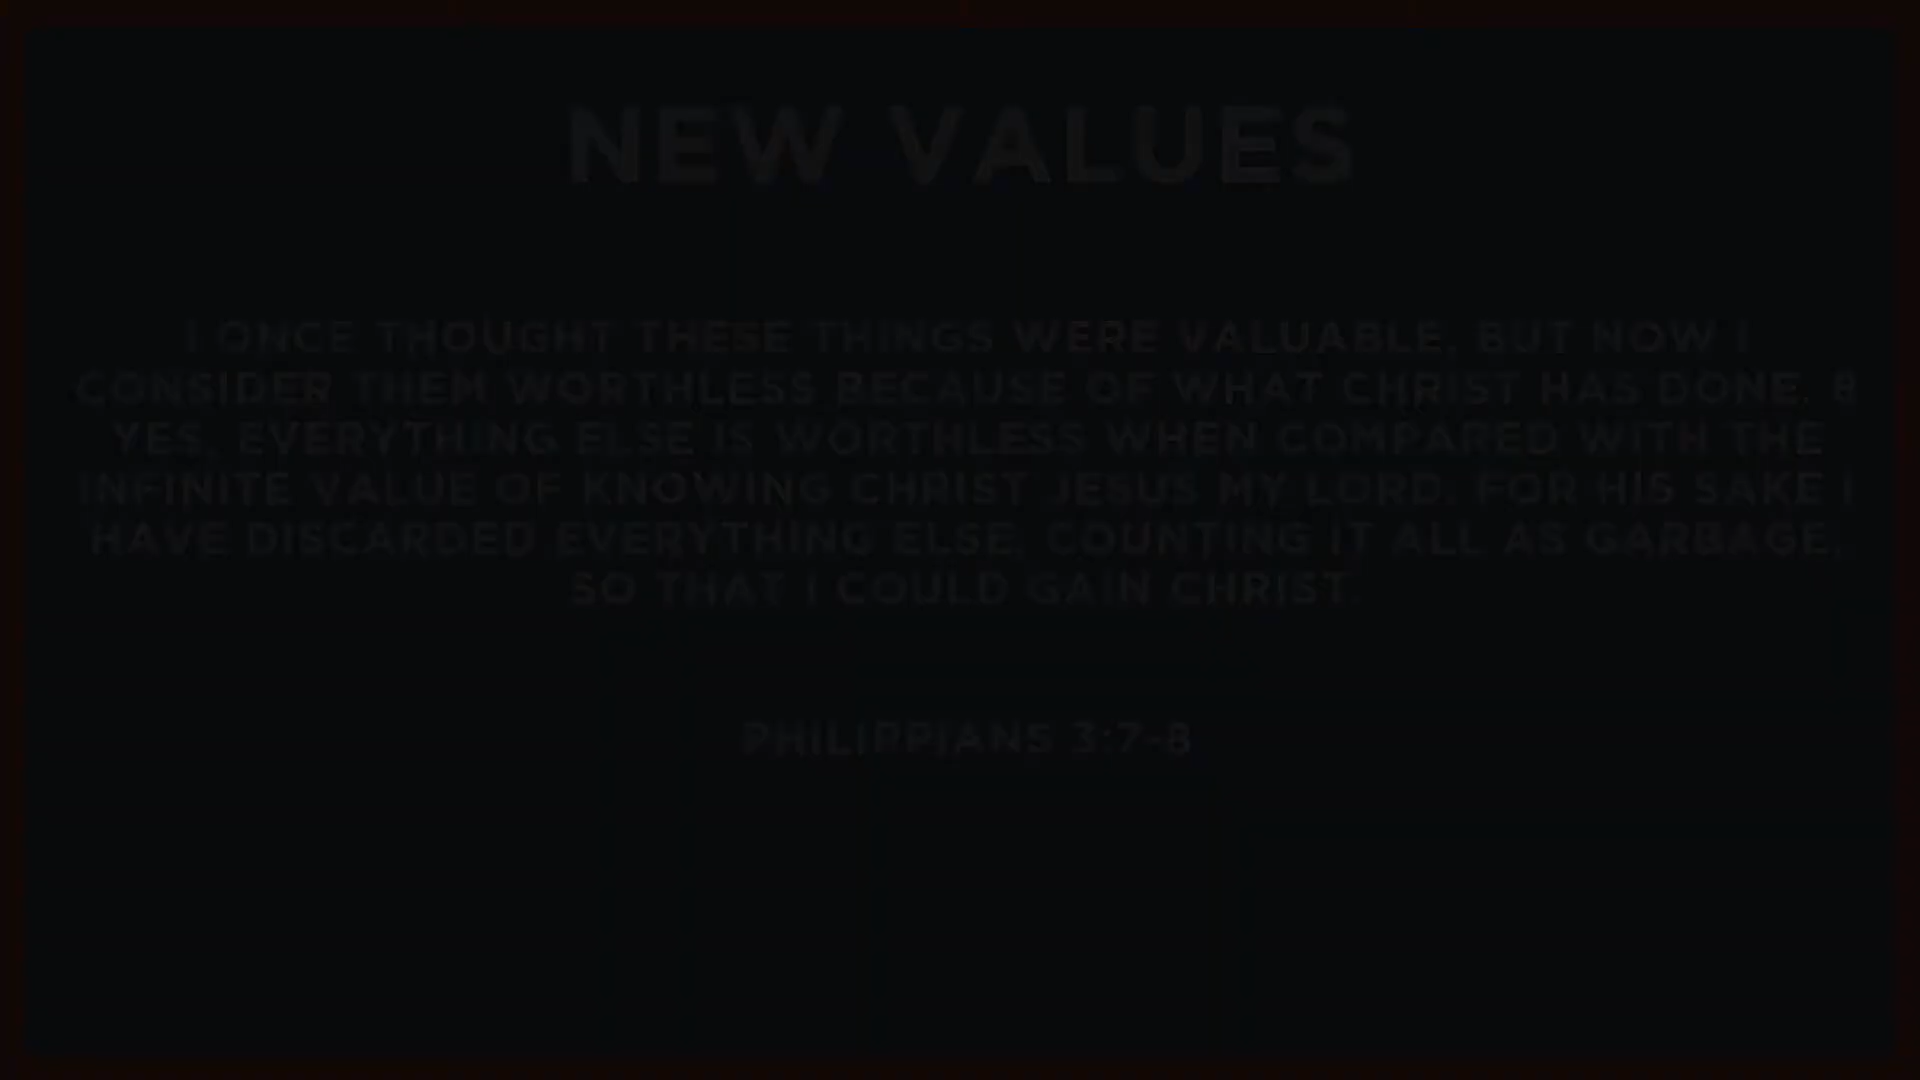 NEW VALUES
I ONCE THOUGHT THESE THINGS WERE VALUABLE, BUT NOW I
CONSIDER THEM WORTHLESS BECAUSE OF WHAT CHRIST HAS DONE. 8
YES, EVERYTHING ELSE IS WORTHLESS WHEN COMPARED WITH THE
INFINITE VALUE OF KNOWING CHRIST JESUS MY LORD. FOR HIS SAKE I
HAVE DISCARDED EVERYTHING ELSE, COUNTING IT ALL AS GARBAGE,
SO THAT I COULD GAIN CHRIST.
PHILIPPIANS 3:7-8